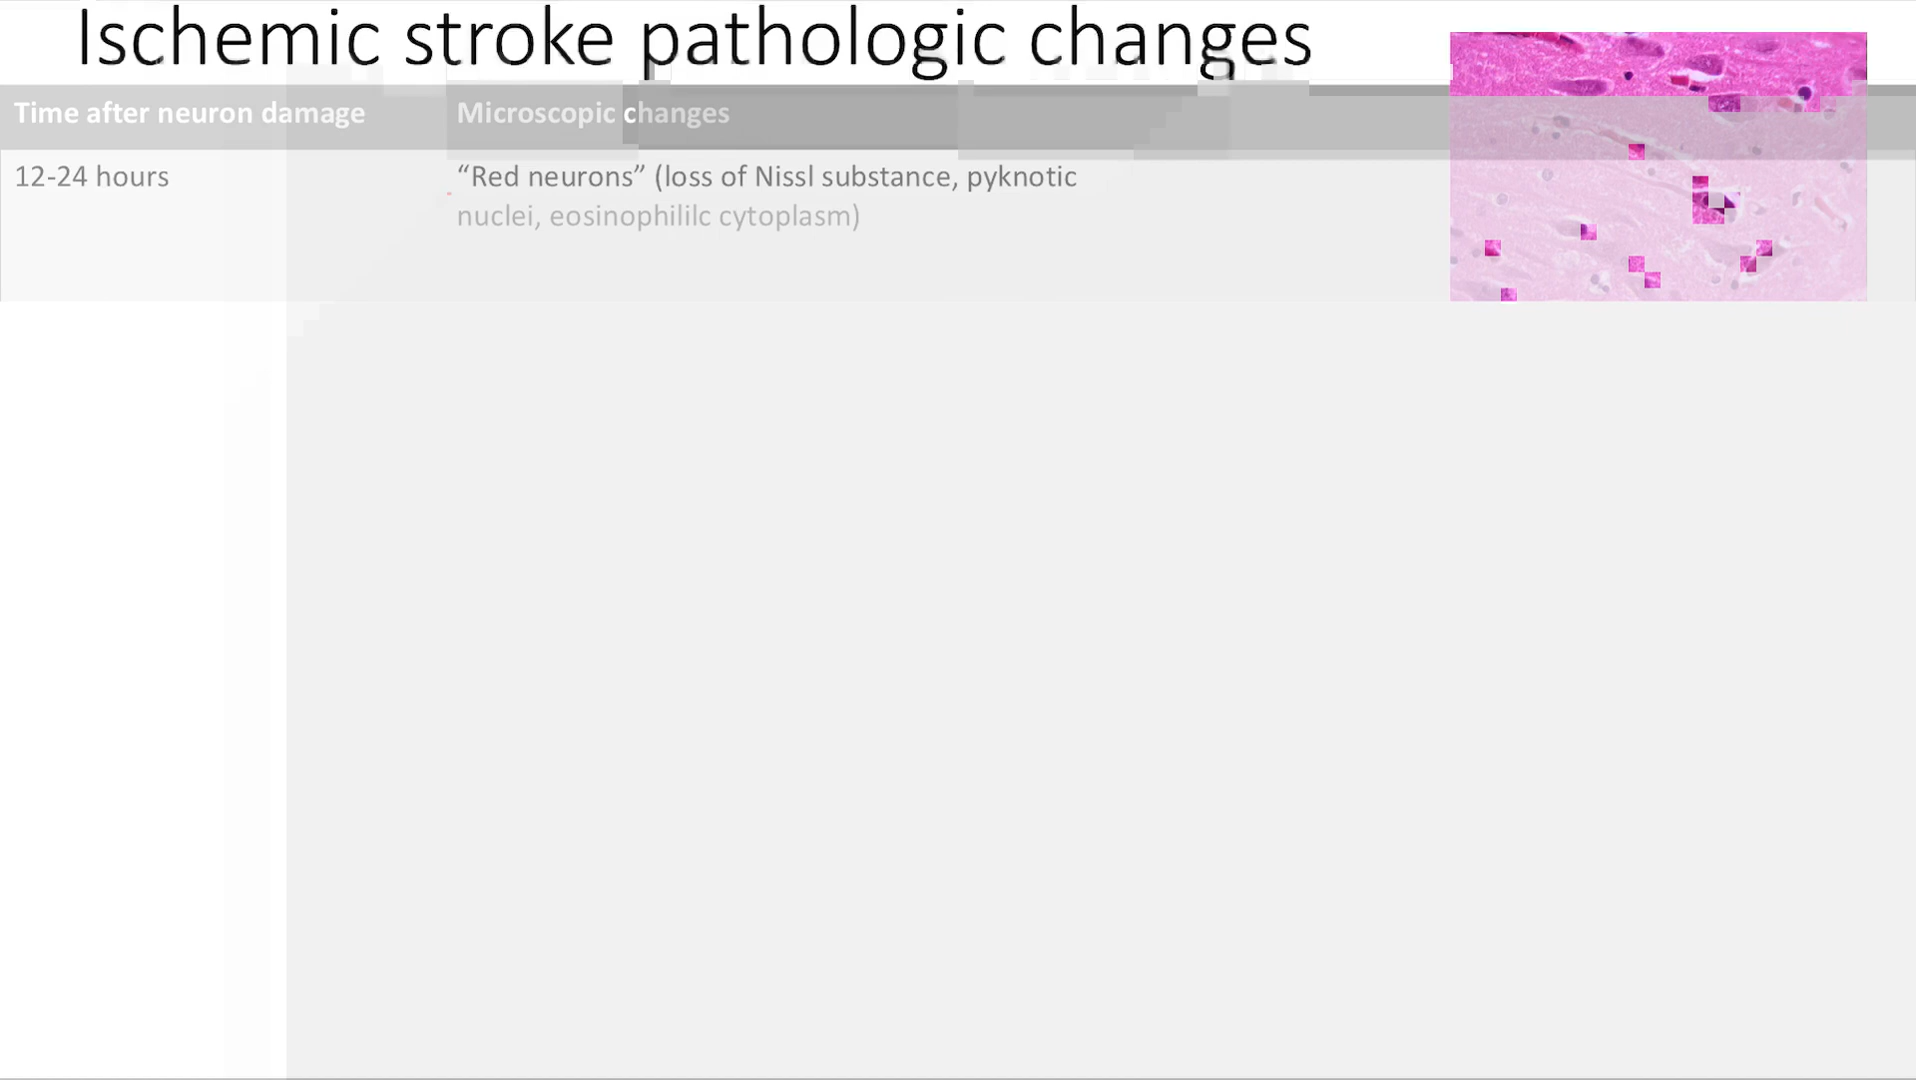 Ischemic stroke pathologic changes
Time after neuron damage
Microscopic changes
12-24 hours
“Red neurons” (loss of Nissl substance, pyknotic
nuclei, eosinophililc cytoplasm)